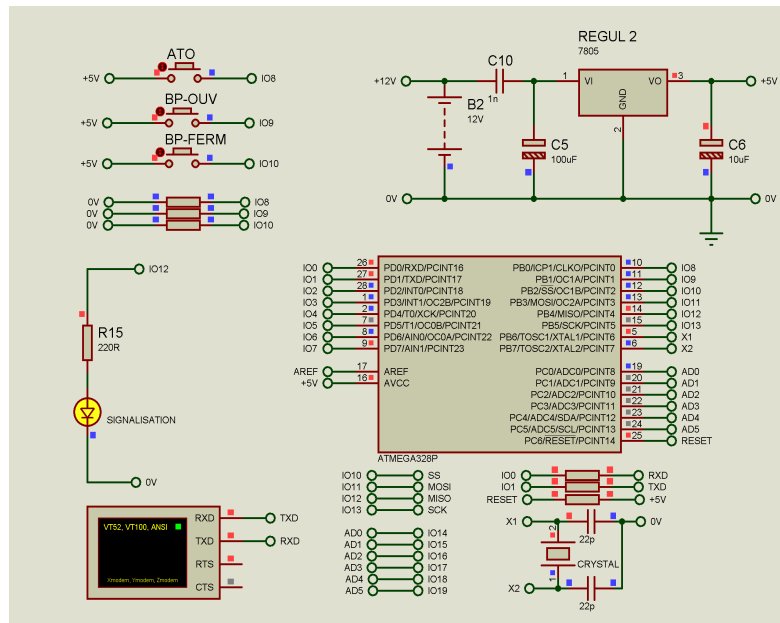 ATO
+5V IO8
BP-OUV
+5V IO9
BP-FERM
+5V IO10
0V IO8
0V IO9
0V IO10
REGUL 2
7805
C10
+12V 1n 1 VI VO 3 +5V
GND
2
B2
12V
C5
100uF
C6
10uF
0V 0V
IO12
R15
220R
SIGNALISATION
0V
IO0 26 PD0/RXD/PCINT16 PB0/ICP1/CLKO/PCINT0 10 IO8
IO1 27 PD1/TXD/PCINT17 PB1/OC1A/PCINT1 11 IO9
IO2 28 PD2/INT0/PCINT18 PB2/SS/OC1B/PCINT2 12 IO10
IO3 1 PD3/INT1/OC2B/PCINT19 PB3/MOSI/OC2A/PCINT3 13 IO11
IO4 2 PD4/T0/XCK/PCINT20 PB4/MISO/PCINT4 14 IO12
IO5 7 PD5/T1/OC0B/PCINT21 PB5/SCK/PCINT5 15 IO13
IO6 8 PD6/AIN0/OC0A/PCINT22 PB6/TOSC1/XTAL1/PCINT6 5 X1
IO7 9 PD7/AIN1/PCINT23 PB7/TOSC2/XTAL2/PCINT7 6 X2
AREF 17 AREF PC0/ADC0/PCINT8 19 AD0
+5V 16 AVCC PC1/ADC1/PCINT9 20 AD1
PC2/ADC2/PCINT10 21 AD2
PC3/ADC3/PCINT11 22 AD3
PC4/ADC4/SDA/PCINT12 23 AD4
PC5/ADC5/SCL/PCINT13 24 AD5
PC6/RESET/PCINT14 25 RESET
ATMEGA328P
IO10 SS
IO11 MOSI
IO12 MISO
IO13 SCK
IO0 RXD
IO1 TXD
RESET +5V
VT52, VT100, ANSI
Xmodem, Ymodem, Zmodem
RXD TXD
TXD RXD
RTS
CTS
AD0 IO14
AD1 IO15
AD2 IO16
AD3 IO17
AD4 IO18
AD5 IO19
X1 0V
22p
2
CRYSTAL
1
X2
22p